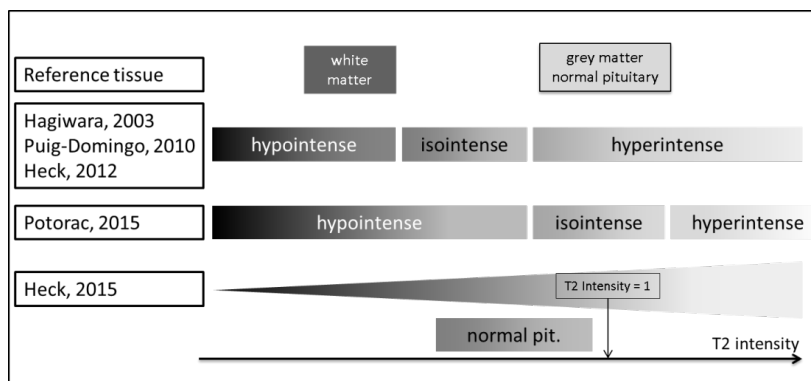 Reference tissue
white
matter
grey matter
normal pituitary
Hagiwara, 2003
Puig-Domingo, 2010
Heck, 2012
hypointense
isointense
hyperintense
Potorac, 2015
hypointense
isointense
hyperintense
Heck, 2015
T2 Intensity = 1
normal pit.
T2 intensity